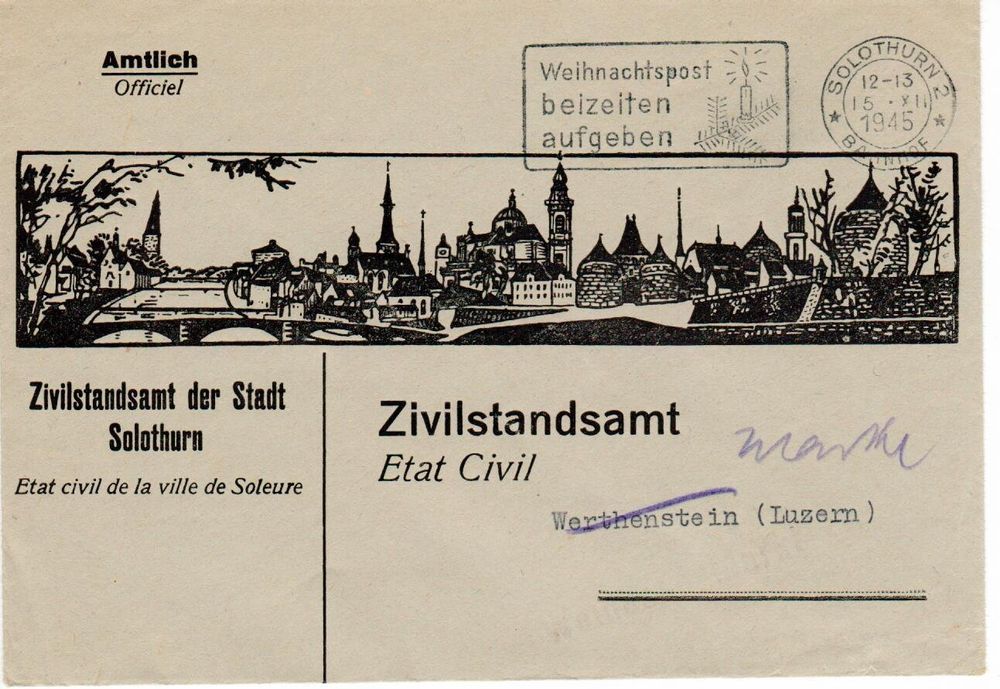 Amtlich
Officiel
Weihnachtspost
beizeiten
aufgeben
SOLOTHURN 2
12-13
15.XII
1945
BAHNHOF
Zivilstandsamt der Stadt
Solothurn
Etat civil de la ville de Soleure
Zivilstandsamt
Etat Civil
Werthenstein (Luzern)